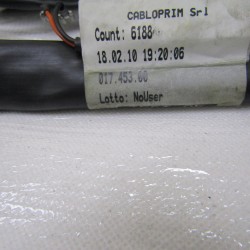 CABLOPRIM Srl
Count: 6188
18.02.10 19:20:06
017.453.60
Lotto: NoUser